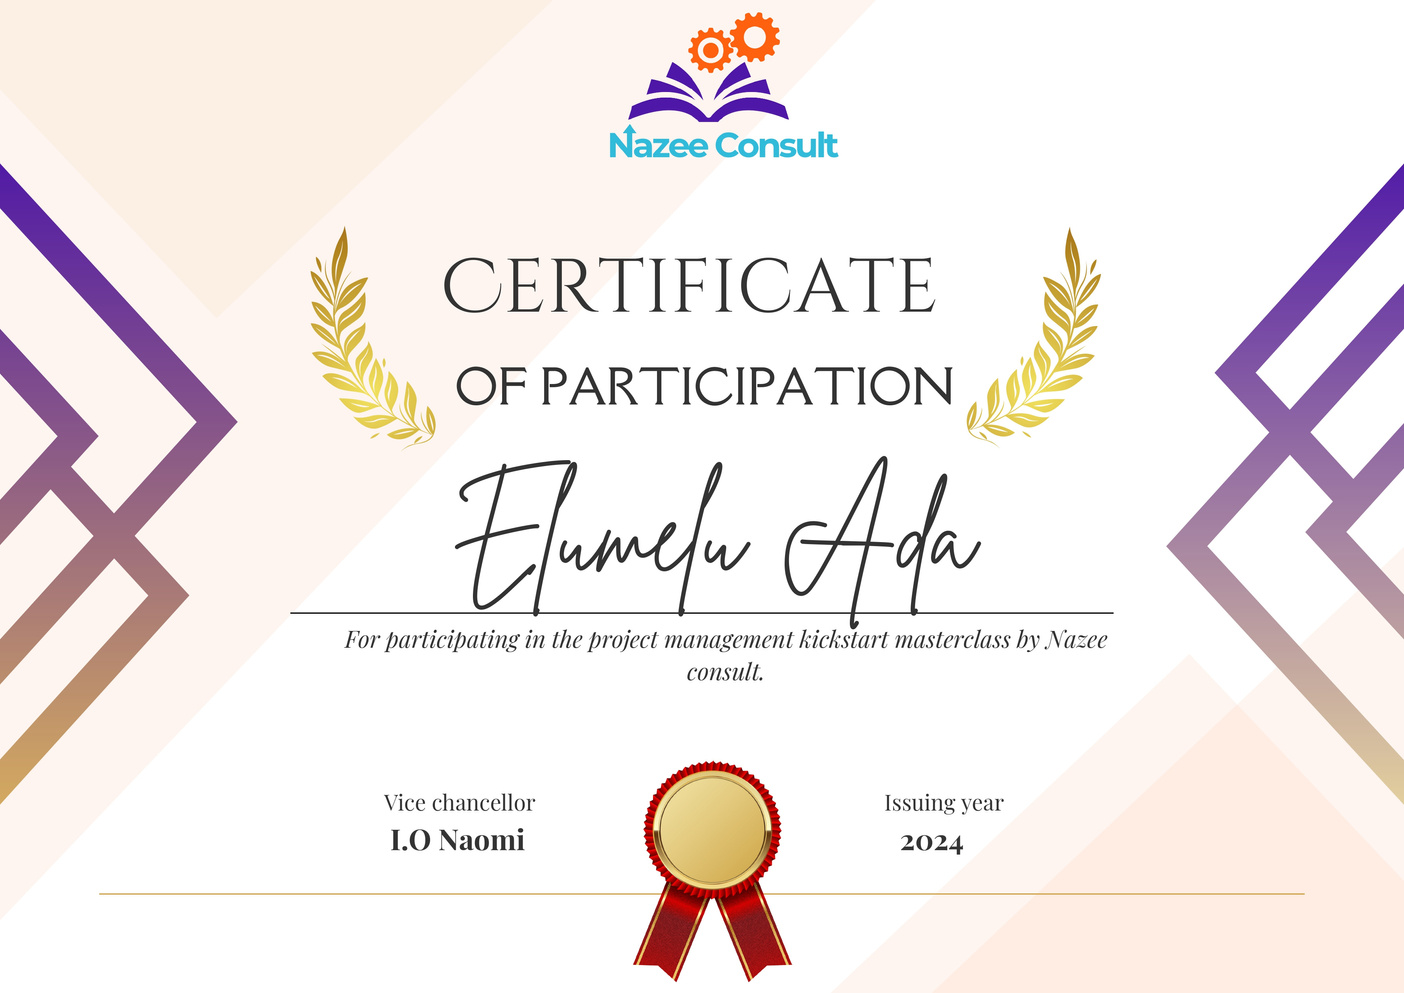 Nazee Consult
CERTIFICATE
OF PARTICIPATION
Elumelu Ada
For participating in the project management kickstart masterclass by Nazee
consult.
Vice chancellor
I.O Naomi
Issuing year
2024